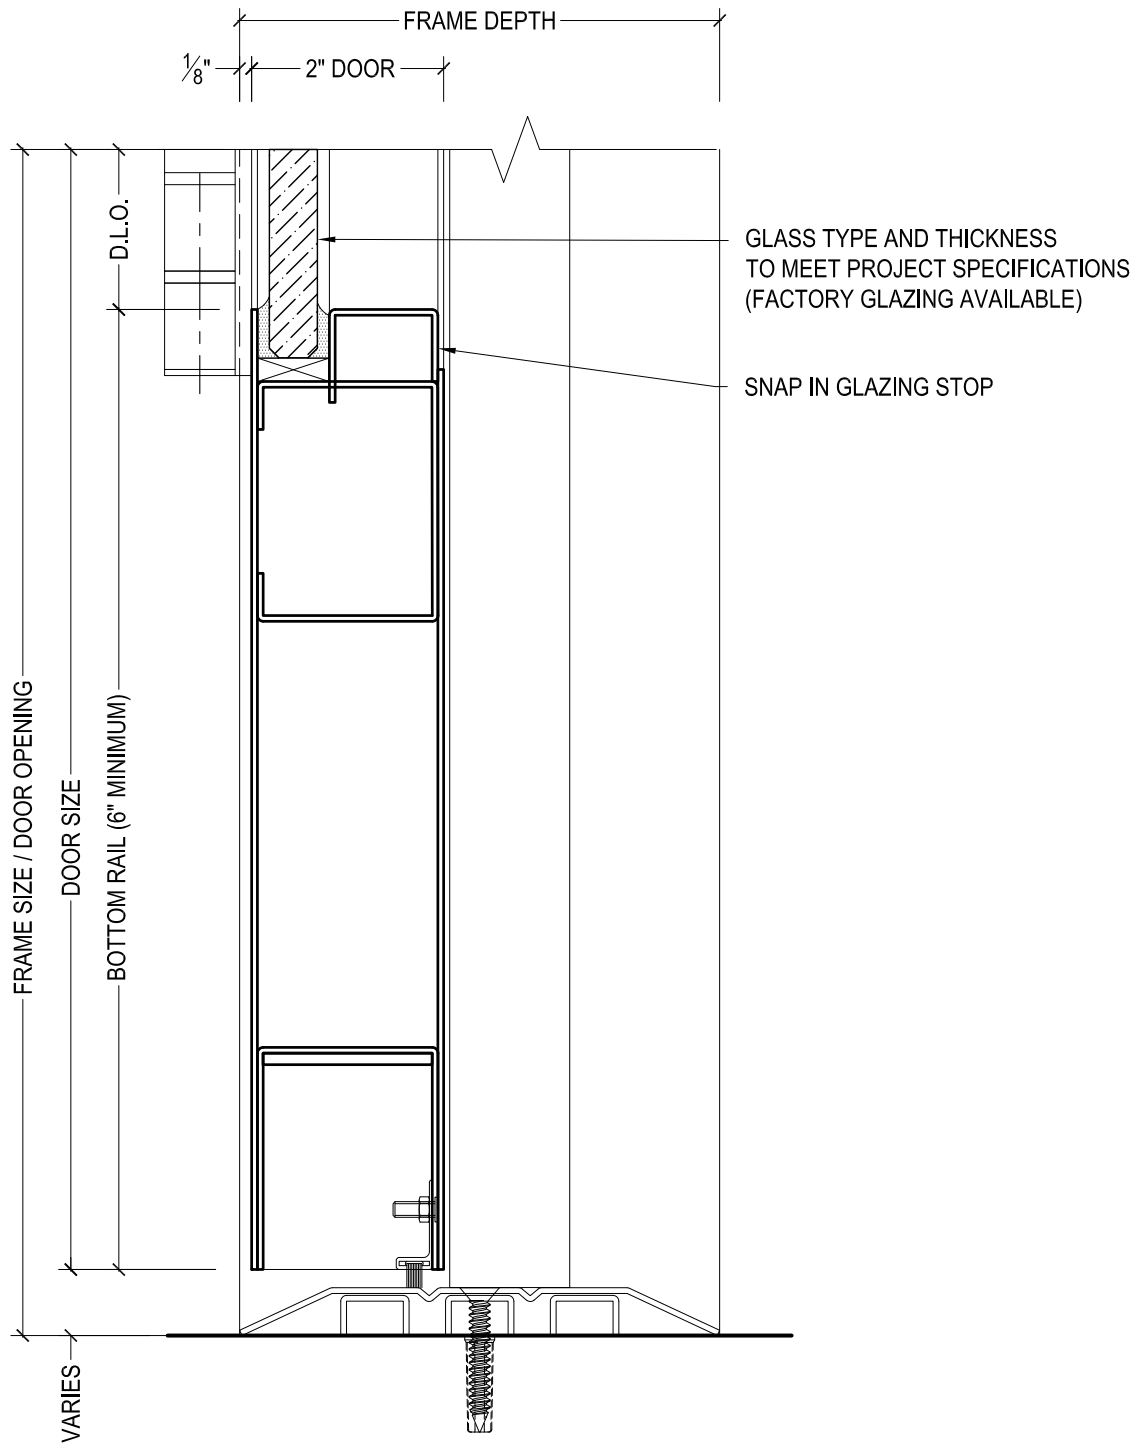 FRAME DEPTH
1/8"
2" DOOR
D.L.O.
GLASS TYPE AND THICKNESS
TO MEET PROJECT SPECIFICATIONS
(FACTORY GLAZING AVAILABLE)
SNAP IN GLAZING STOP
FRAME SIZE / DOOR OPENING
DOOR SIZE
BOTTOM RAIL (6" MINIMUM)
VARIES